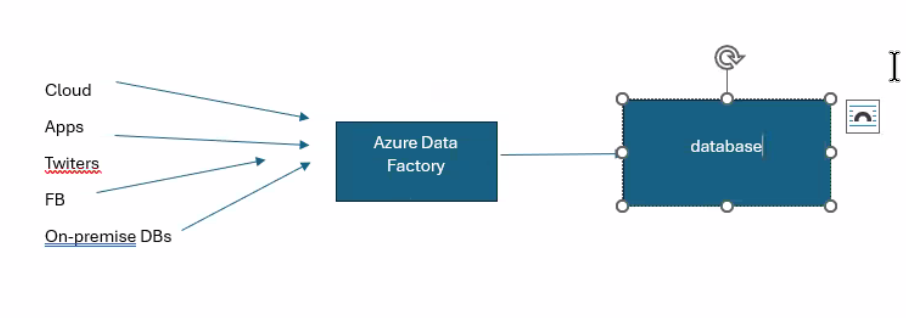 Cloud
Apps
Twiters
FB
On-premise DBs
Azure Data
Factory
database